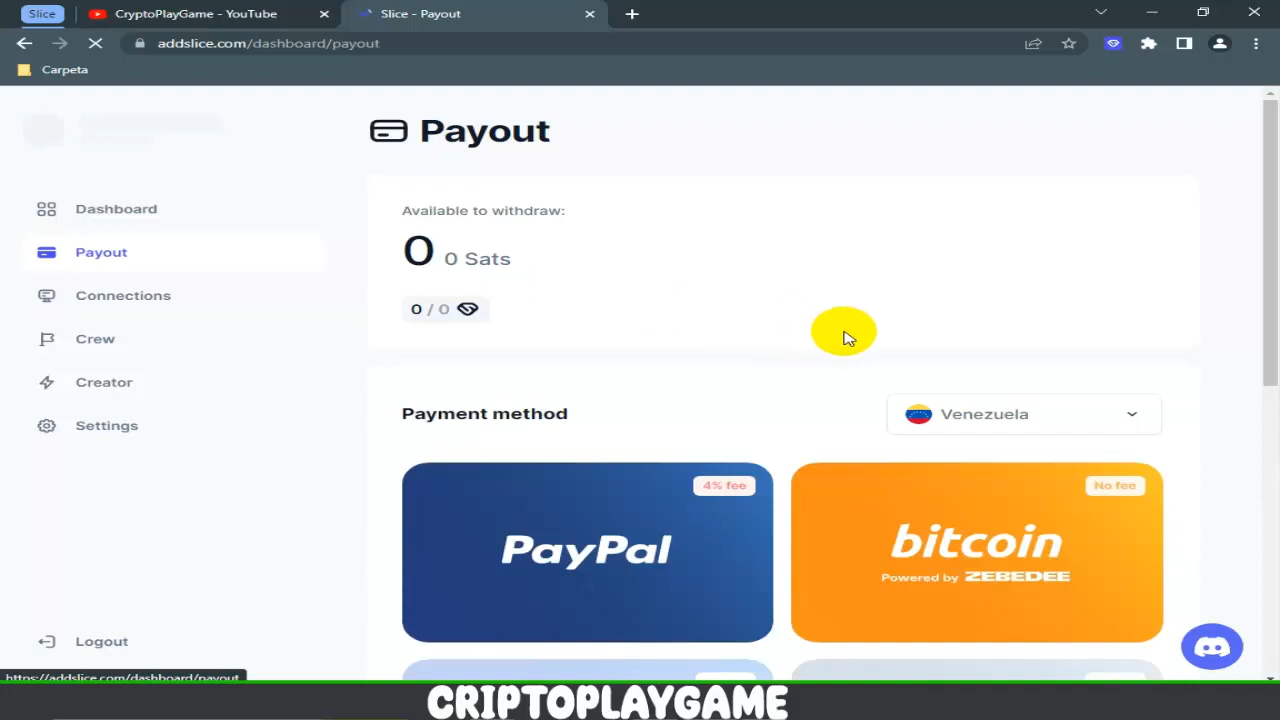 Slice
CryptoPlayGame - YouTube
Slice - Payout
addslice.com/dashboard/payout
Carpeta
Payout
Available to withdraw:
0 0 Sats
0 / 0
Dashboard
Payout
Connections
Crew
Creator
Settings
Payment method
Venezuela
4% fee
PayPal
No fee
bitcoin
Powered by ZEBEDEE
Logout
https://addslice.com/dashboard/payout
CRIPTOPLAYGAME